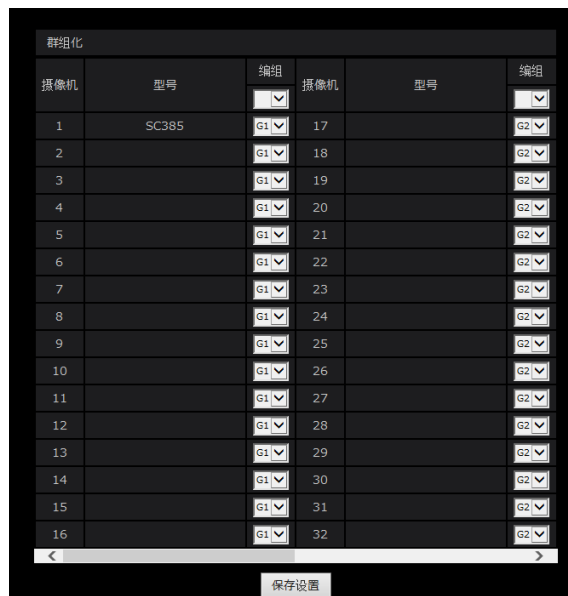 群组化
摄像机 型号 编组 摄像机 型号 编组
1 SC385 G1 17 G2
2 G1 18 G2
3 G1 19 G2
4 G1 20 G2
5 G1 21 G2
6 G1 22 G2
7 G1 23 G2
8 G1 24 G2
9 G1 25 G2
10 G1 26 G2
11 G1 27 G2
12 G1 28 G2
13 G1 29 G2
14 G1 30 G2
15 G1 31 G2
16 G1 32 G2
保存设置